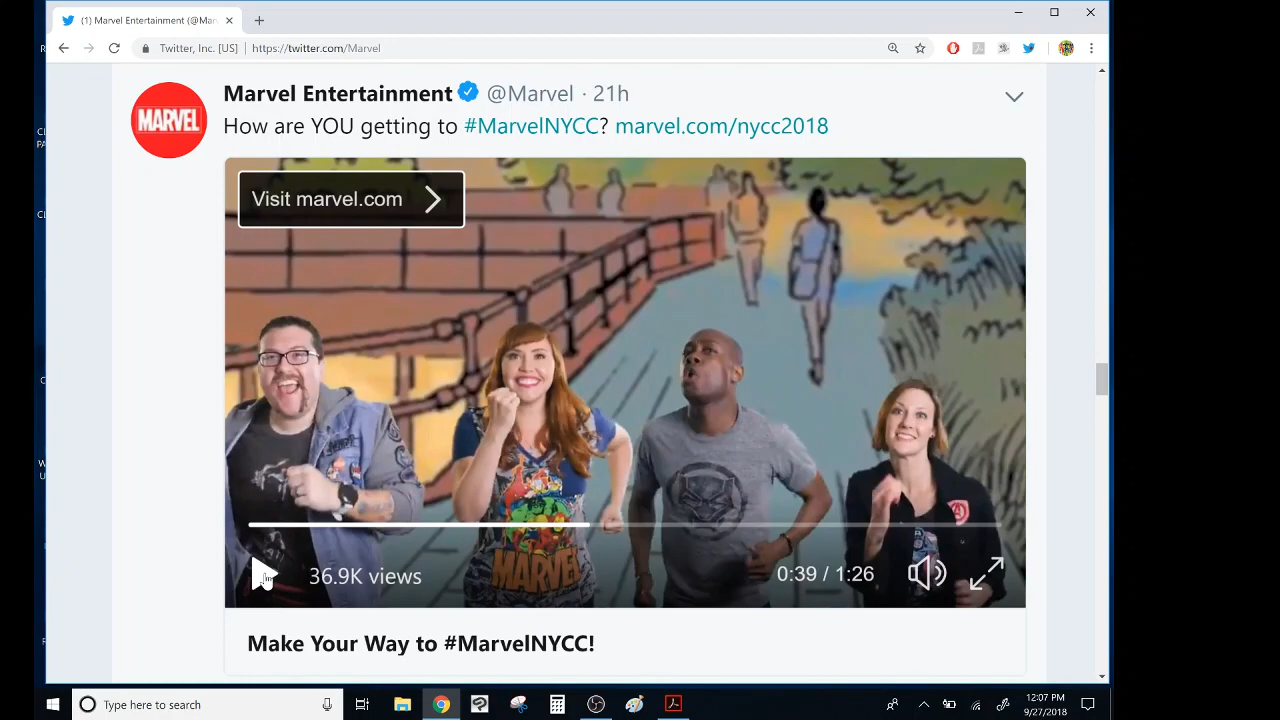 (1) Marvel Entertainment (@Mar
Twitter, Inc. [US]
https://twitter.com/Marvel
MARVEL
Marvel Entertainment @Marvel · 21h
How are YOU getting to #MarvelNYCC? marvel.com/nycc2018
Visit marvel.com
MARVEL
36.9K views
0:39 / 1:26
Make Your Way to #MarvelNYCC!
Type here to search
12:07 PM
9/27/2018